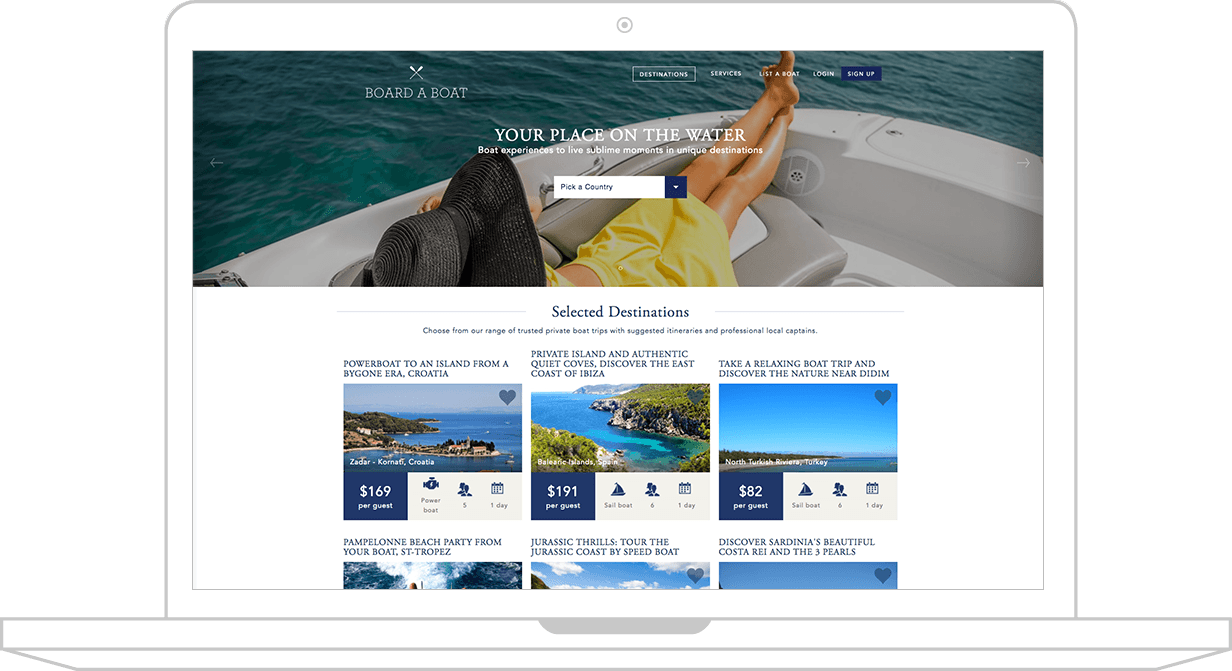 BOARD A BOAT
DESTINATIONS SERVICES LIST A BOAT LOGIN SIGN UP
YOUR PLACE ON THE WATER
Boat experiences to live sublime moments in unique destinations
Pick a Country
Selected Destinations
Choose from our range of trusted private boat trips with suggested itineraries and professional local captains.
POWERBOAT TO AN ISLAND FROM A
BYGONE ERA, CROATIA
Zadar - Kornati, Croatia
$169
per guest
Power
boat
5
1 day
PRIVATE ISLAND AND AUTHENTIC
QUIET COVES, DISCOVER THE EAST
COAST OF IBIZA
Balearic Islands, Spain
$191
per guest
Sail boat
6
1 day
TAKE A RELAXING BOAT TRIP AND
DISCOVER THE NATURE NEAR DIDIM
North Turkish Riviera, Turkey
$82
per guest
Sail boat
6
1 day
PAMPELONNE BEACH PARTY FROM
YOUR BOAT, ST-TROPEZ
JURASSIC THRILLS: TOUR THE
JURASSIC COAST BY SPEED BOAT
DISCOVER SARDINIA'S BEAUTIFUL
COSTA REI AND THE 3 PEARLS